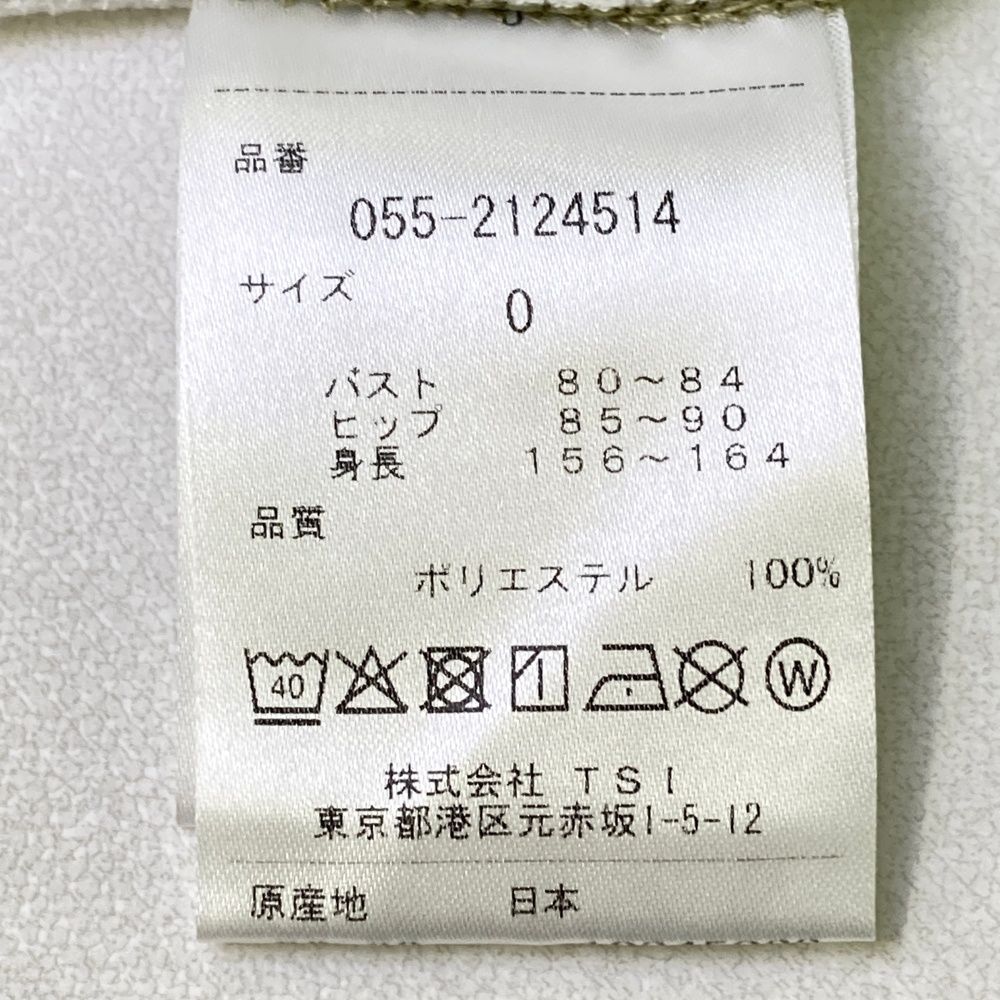 品番
055-2124514
サイズ
0
バスト 80～84
ヒップ 85～90
身長 156～164
品質
ポリエステル 100%
40 W
株式会社 TSI
東京都港区元赤坂1-5-12
原産地 日本